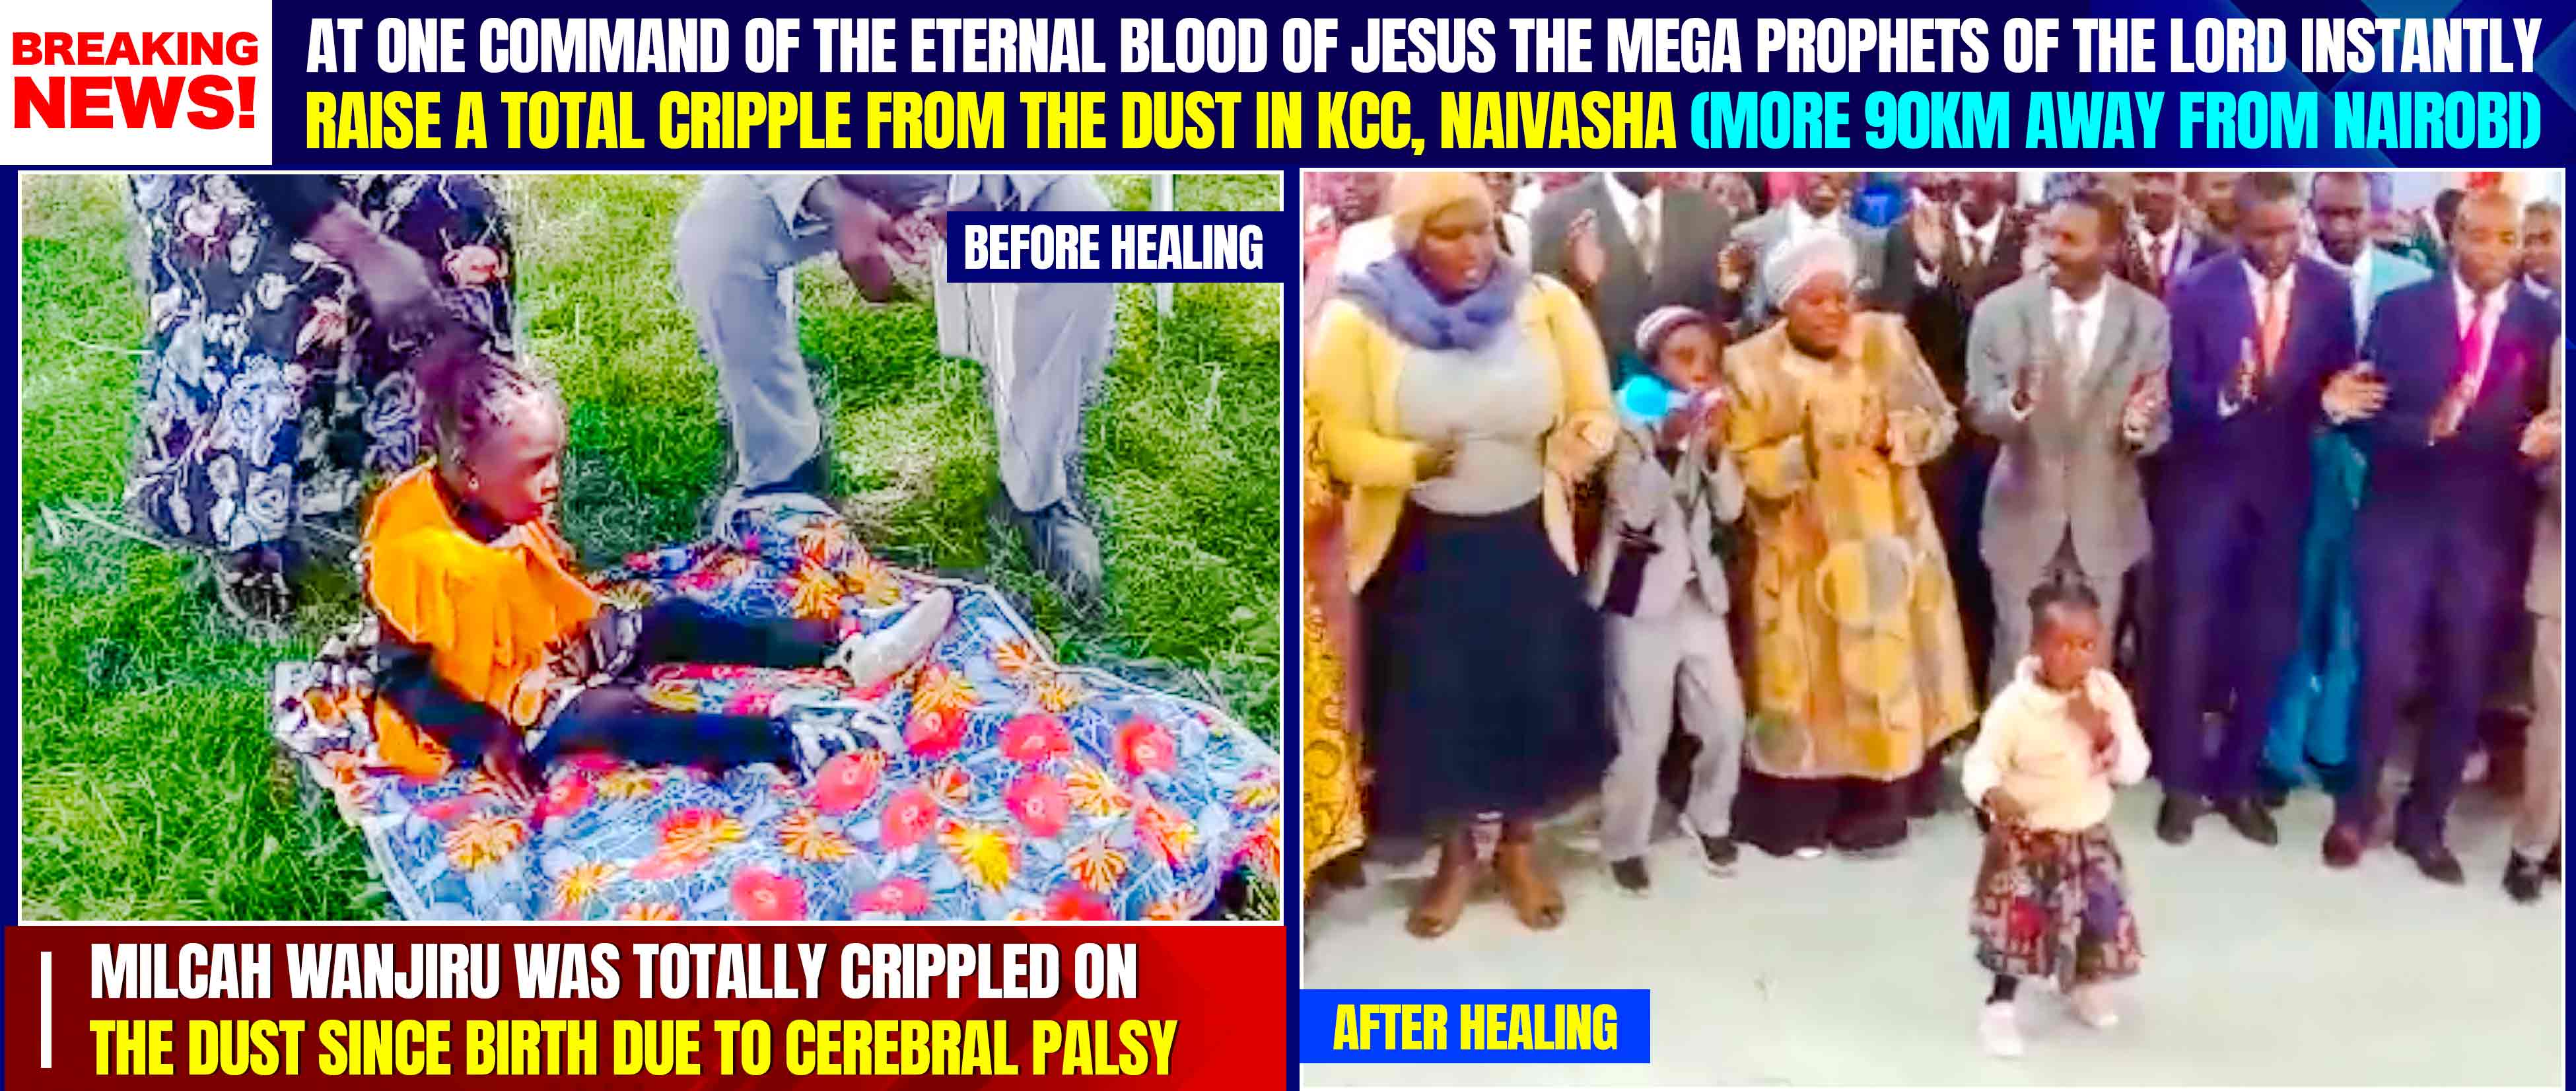 BREAKING
NEWS!
AT ONE COMMAND OF THE ETERNAL BLOOD OF JESUS THE MEGA PROPHETS OF THE LORD INSTANTLY
RAISE A TOTAL CRIPPLE FROM THE DUST IN KCC, NAIVASHA (MORE 90KM AWAY FROM NAIROBI)
BEFORE HEALING
MILCAH WANJIRU WAS TOTALLY CRIPPLED ON
THE DUST SINCE BIRTH DUE TO CEREBRAL PALSY
AFTER HEALING